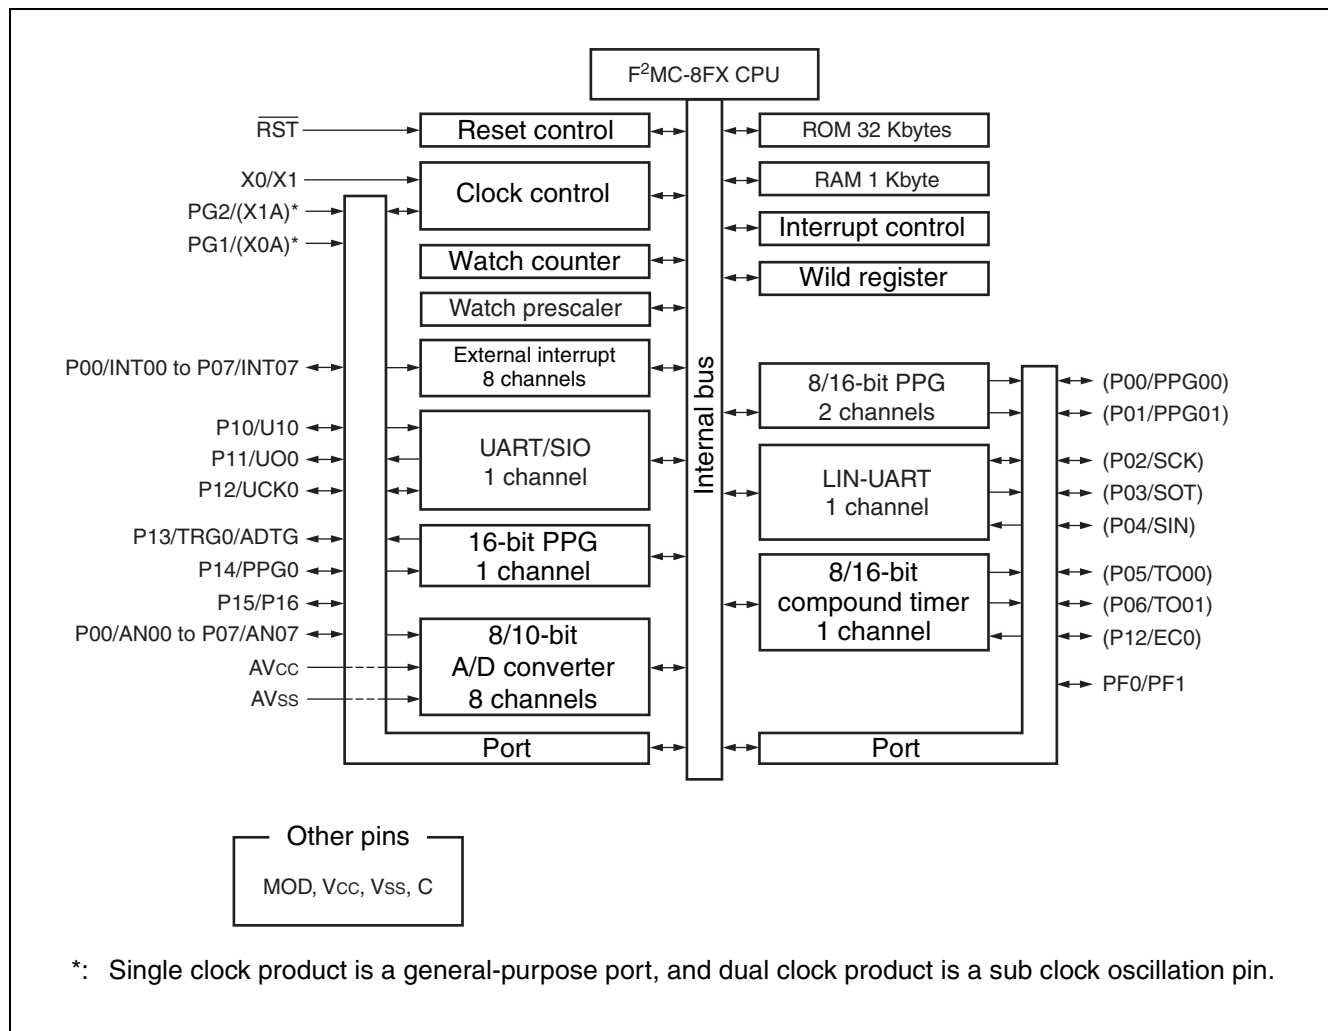 F²MC-8FX CPU
RST
Reset control
ROM 32 Kbytes
X0/X1
Clock control
RAM 1 Kbyte
PG2/(X1A)*
PG1/(X0A)*
Interrupt control
Watch counter
Wild register
Watch prescaler
P00/INT00 to P07/INT07
External interrupt
8 channels
Internal bus
8/16-bit PPG
2 channels
(P00/PPG00)
(P01/PPG01)
P10/U10
P11/UO0
P12/UCK0
UART/SIO
1 channel
LIN-UART
1 channel
(P02/SCK)
(P03/SOT)
(P04/SIN)
P13/TRG0/ADTG
P14/PPG0
16-bit PPG
1 channel
8/16-bit
compound timer
1 channel
(P05/TO00)
(P06/TO01)
(P12/EC0)
P15/P16
P00/AN00 to P07/AN07
AVCC
AVSS
8/10-bit
A/D converter
8 channels
PF0/PF1
Port
Port
Other pins
MOD, VCC, VSS, C
*: Single clock product is a general-purpose port, and dual clock product is a sub clock oscillation pin.